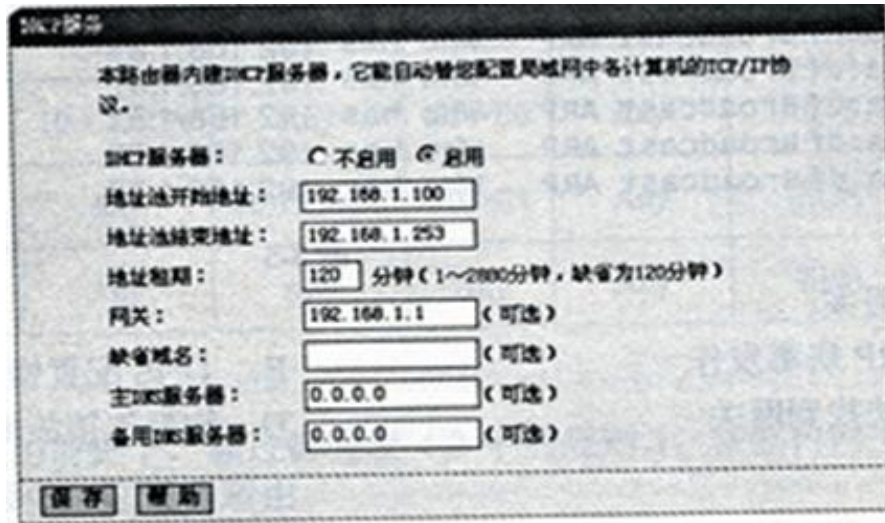 DHCP服务
本路由器内建DHCP服务器，它能自动替您配置局域网中各计算机的TCP/IP协
议。
DHCP服务器： 不启用 启用
地址池开始地址： 192.168.1.100
地址池结束地址： 192.168.1.253
地址租期： 120 分钟（1～2880分钟，缺省为120分钟）
网关： 192.168.1.1 （可选）
缺省域名： （可选）
主DNS服务器： 0.0.0.0 （可选）
备用DNS服务器： 0.0.0.0 （可选）
保存 帮助